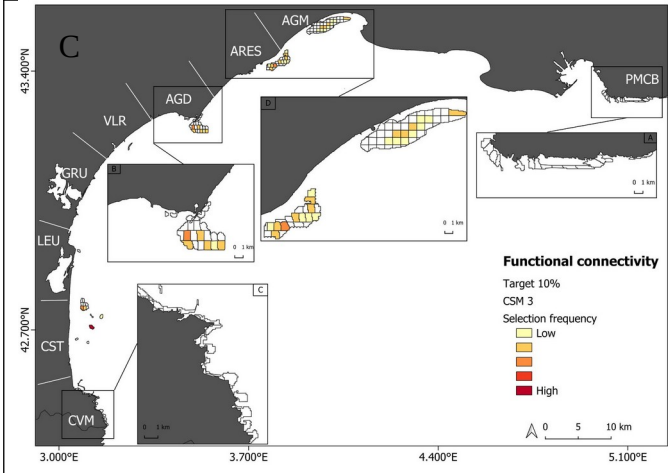 C
AGM
ARES
PMCB
43.400°N
AGD
VLR
D
A
0 1 km
B
GRU
0 1 km
0 1 km
LEU
C
Functional connectivity
Target 10%
CSM 3
Selection frequency
Low
High
42.700°N
CST
CVM
0 1 km
0 5 10 km
3.000°E 3.700°E 4.400°E 5.100°E